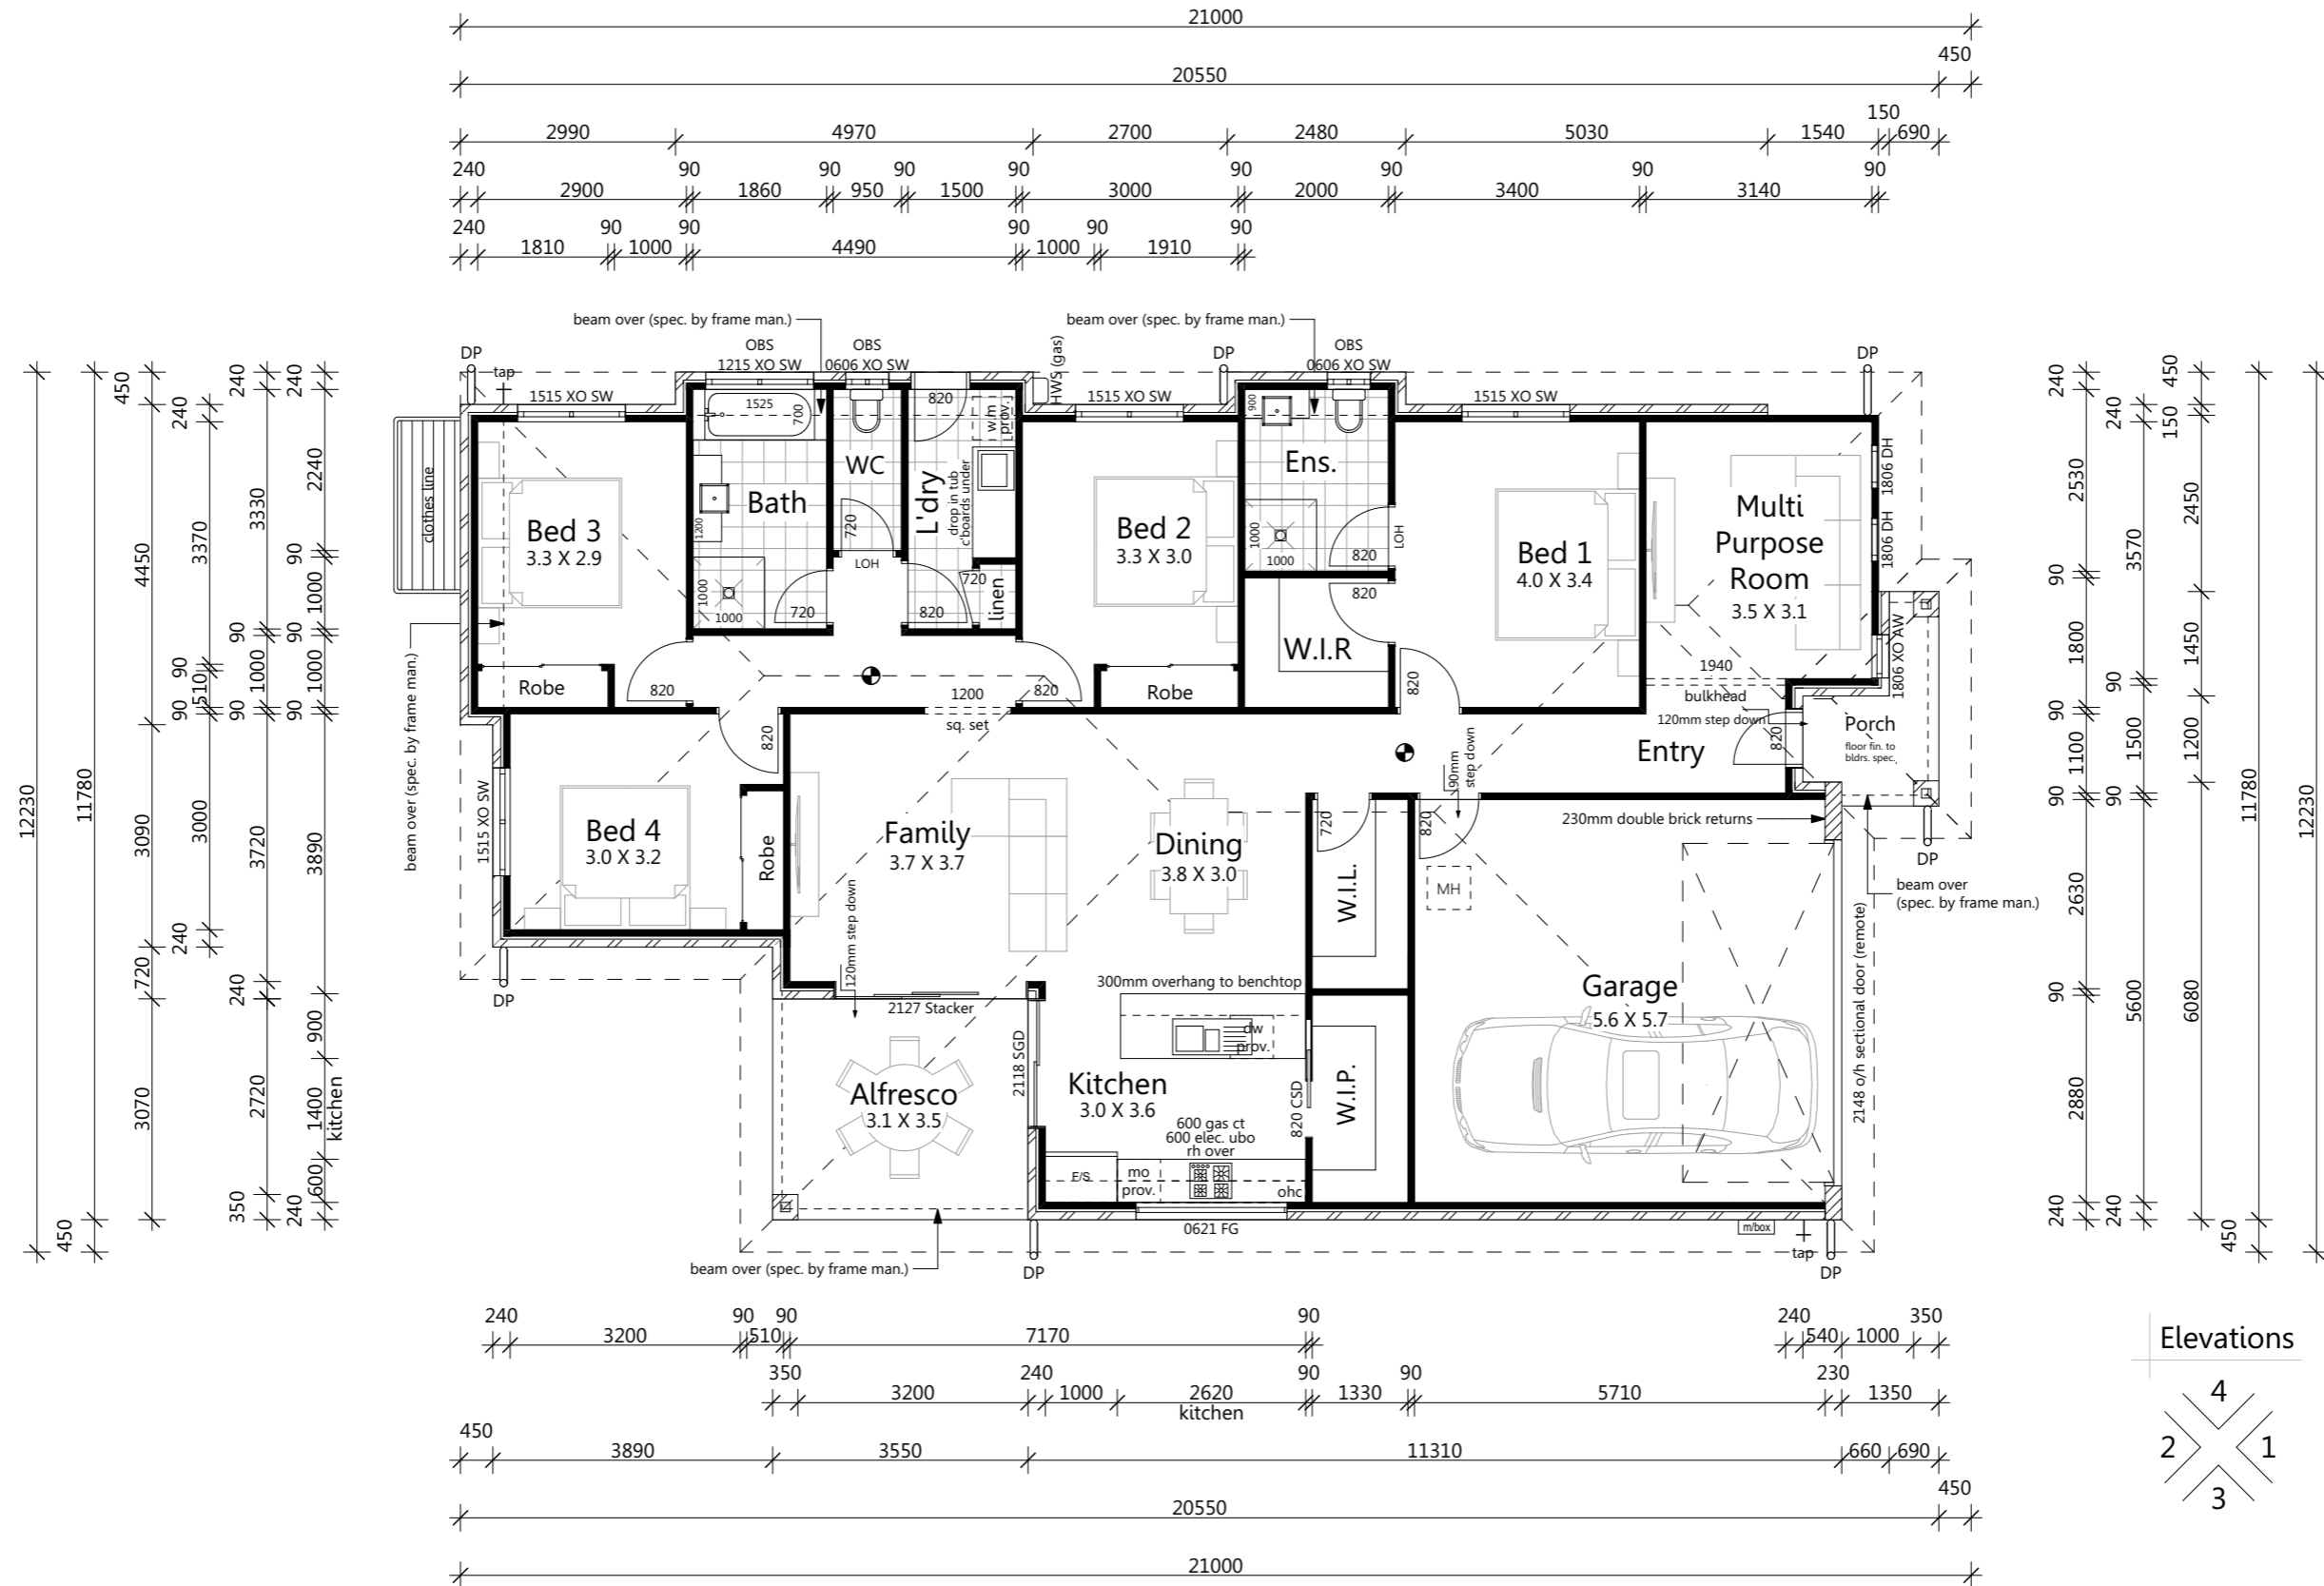 21000
450
20550
150
2990 4970 2700 2480 5030 1540 690
240 90 90 90 90 90 90 90 90
2900 1860 950 1500 3000 2000 3400 3140
240 90 90 90 90 90
1810 1000 4490 1000 1910
beam over (spec. by frame man.)
beam over (spec. by frame man.)
DP
tap
OBS
1215 XO SW
OBS
0606 XO SW
HWS (gas)
DP
OBS
0606 XO SW
DP
1515 XO SW
1515 XO SW
1515 XO SW
clothes line
Bed 3
3.3 X 2.9
Robe
820
1525
700
Bath
1200
1000
1000
720
WC
720
LOH
820
w/m
prov.
L'dry
drop in tub
c'boards under
720
820
linen
Bed 2
3.3 X 3.0
820
Robe
900
Ens.
1000
1000
820
LOH
820
W.I.R
Bed 1
4.0 X 3.4
820
Multi
Purpose
Room
3.5 X 3.1
1806 DH
1806 DH
1806 XO AW
1940
bulkhead
120mm step down
820
Porch
floor fin. to
bldrs. spec.
Entry
1200
sq. set
beam over (spec. by frame man.)
1515 XO SW
820
Bed 4
3.0 X 3.2
Robe
Family
3.7 X 3.7
Dining
3.8 X 3.0
90mm
step down
720
820
W.I.L.
MH
230mm double brick returns
DP
beam over
(spec. by frame man.)
120mm step down
2127 Stacker
DP
300mm overhang to benchtop
dw
prov.
Garage
5.6 X 5.7
2148 o/h sectional door (remote)
Alfresco
3.1 X 3.5
2118 SGD
Kitchen
3.0 X 3.6
820 CSD
W.I.P.
600 gas ct
600 elec. ubo
rh over
F/S
mo
prov.
ohc
0621 FG
m/box
tap
DP
DP
beam over (spec. by frame man.)
12230
450
11780
450
450
4450
3090
720
3070
240
3370
90
510
90
3000
240
240
3330
90
1000
90
3720
240
2720
350
240
2240
90
1000
90
1000
90
3890
900
1400
kitchen
600
240
240
2530
90
1800
90
1100
90
2630
90
2880
240
240
3570
90
1500
90
5600
240
450
150
2450
1450
1200
6080
11780
450
12230
240 90 90 90 240 350
3200 510 7170 540 1000
350 240 90 90 230
3200 1000 2620 1330 5710 1350
kitchen
450
3890 3550 11310 660 690
450
20550
21000
Elevations
4
2 1
3